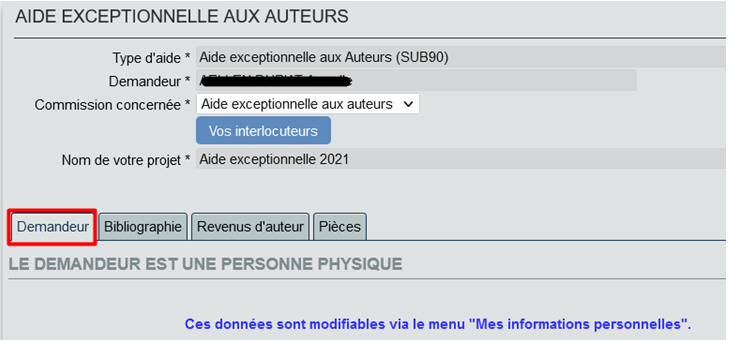 AIDE EXCEPTIONNELLE AUX AUTEURS
Type d'aide * Aide exceptionnelle aux Auteurs (SUB90)
Demandeur *
Commission concernée * Aide exceptionnelle aux auteurs
Vos interlocuteurs
Nom de votre projet * Aide exceptionnelle 2021
Demandeur Bibliographie Revenus d'auteur Pièces
LE DEMANDEUR EST UNE PERSONNE PHYSIQUE
Ces données sont modifiables via le menu "Mes informations personnelles".